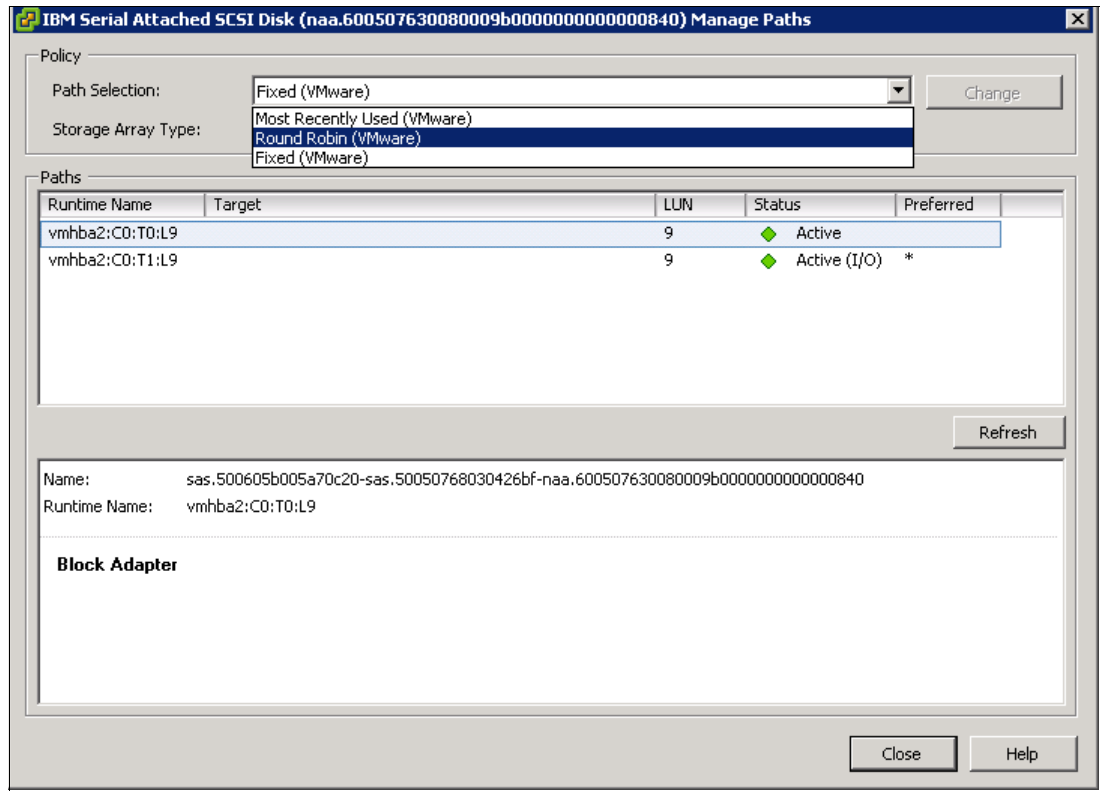 IBM Serial Attached SCSI Disk (naa.600507630080009b0000000000000840) Manage Paths
Policy
Path Selection: Fixed (VMware) Change
Most Recently Used (VMware)
Storage Array Type: Round Robin (VMware)
Fixed (VMware)
Paths
Runtime Name Target LUN Status Preferred
vmhba2:C0:T0:L9 9 Active
vmhba2:C0:T1:L9 9 Active (I/O) *
Refresh
Name: sas.500605b005a70c20-sas.50050768030426bf-naa.600507630080009b0000000000000840
Runtime Name: vmhba2:C0:T0:L9
Block Adapter
Close Help